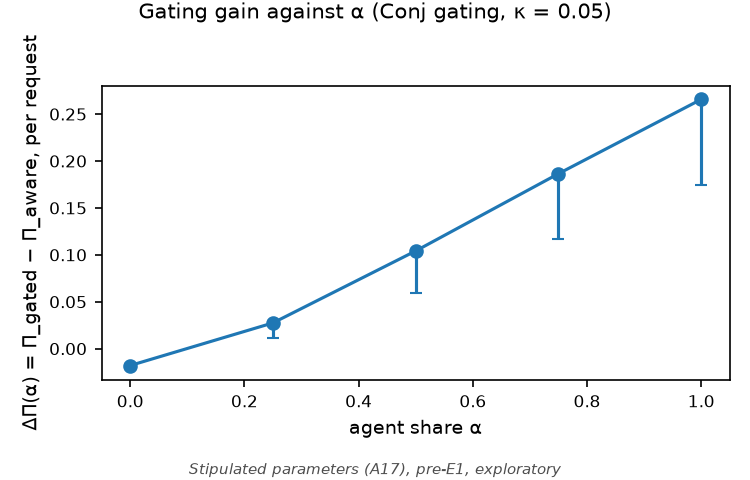 Gating gain against α (Conj gating, κ = 0.05)
ΔΠ(α) = Π_gated − Π_aware, per request
0.25
0.20
0.15
0.10
0.05
0.00
0.0 0.2 0.4 0.6 0.8 1.0
agent share α
Stipulated parameters (A17), pre-E1, exploratory